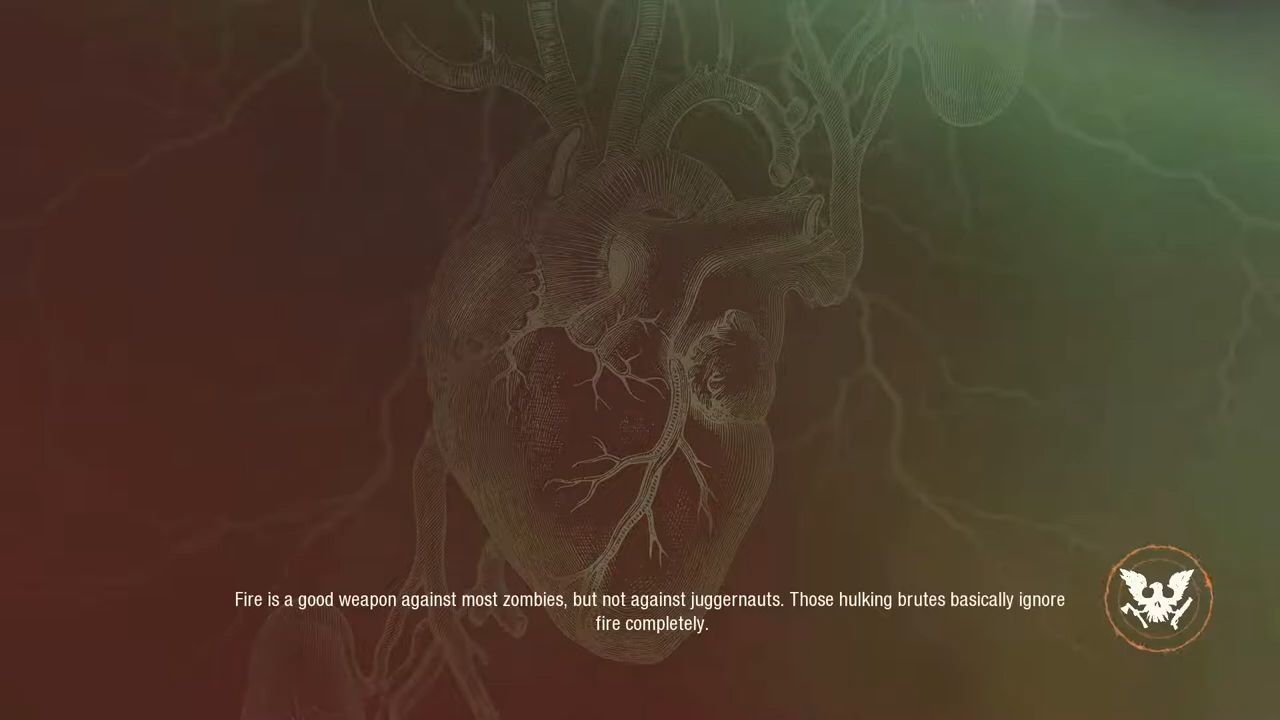 Fire is a good weapon against most zombies, but not against juggernauts. Those hulking brutes basically ignore
fire completely.